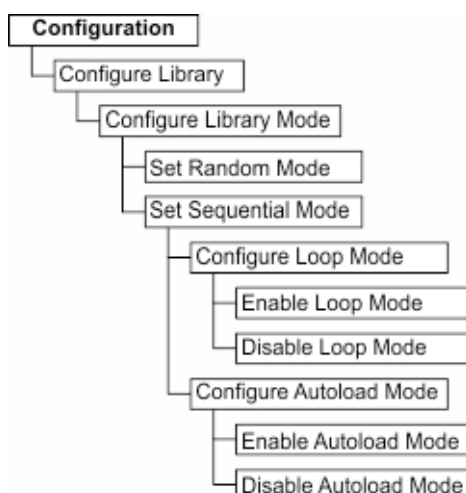 Configuration
Configure Library
Configure Library Mode
Set Random Mode
Set Sequential Mode
Configure Loop Mode
Enable Loop Mode
Disable Loop Mode
Configure Autoload Mode
Enable Autoload Mode
Disable Autoload Mode